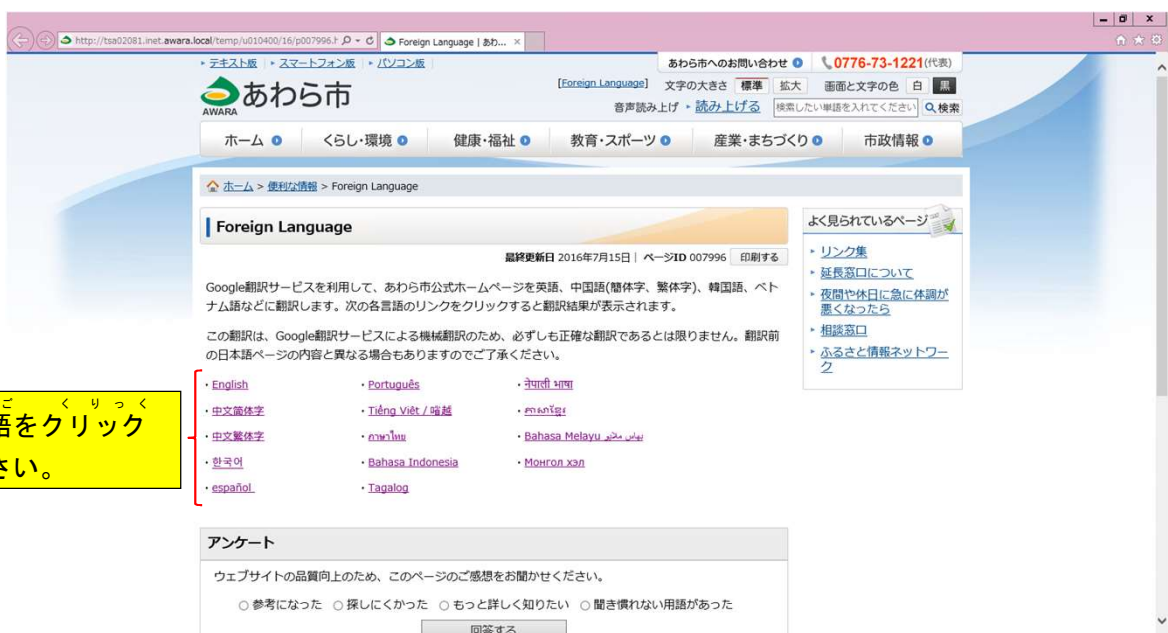 http://tsa02081.inet.awara.local/temp/u010400/16/p007996.h
Foreign Language | あわ...
テキスト版 スマートフォン版 パソコン版
あわら市へのお問い合わせ 0776-73-1221(代表)
あわら市
AWARA
[Foreign Language] 文字の大きさ 標準 拡大 画面と文字の色 白 黒
音声読み上げ 読み上げる 検索したい単語を入れてください 検索
ホーム くらし・環境 健康・福祉 教育・スポーツ 産業・まちづくり 市政情報
ホーム > 便利な情報 > Foreign Language
Foreign Language
最終更新日 2016年7月15日| ページID 007996 印刷する
Google翻訳サービスを利用して、あわら市公式ホームページを英語、中国語(簡体字、繁体字)、韓国語、ベト
ナム語などに翻訳します。次の各言語のリンクをクリックすると翻訳結果が表示されます。
この翻訳は、Google翻訳サービスによる機械翻訳のため、必ずしも正確な翻訳であるとは限りません。翻訳前
の日本語ページの内容と異なる場合もありますのでご了承ください。
・English ・Português ・नेपाली भाषा
・中文简体字 ・Tiếng Việt / 㗂越 ・ភាសាខ្មែរ
・中文繁体字 ・ภาษาไทย ・Bahasa Melayu بهاس ملايو
・한국어 ・Bahasa Indonesia ・Монгол хэл
・español ・Tagalog
ご くりっく
語をクリック
さい。
よく見られているページ
リンク集
延長窓口について
夜間や休日に急に体調が
悪くなったら
相談窓口
ふるさと情報ネットワー
ク
アンケート
ウェブサイトの品質向上のため、このページのご感想をお聞かせください。
参考になった 探しにくかった もっと詳しく知りたい 聞き慣れない用語があった
回答する